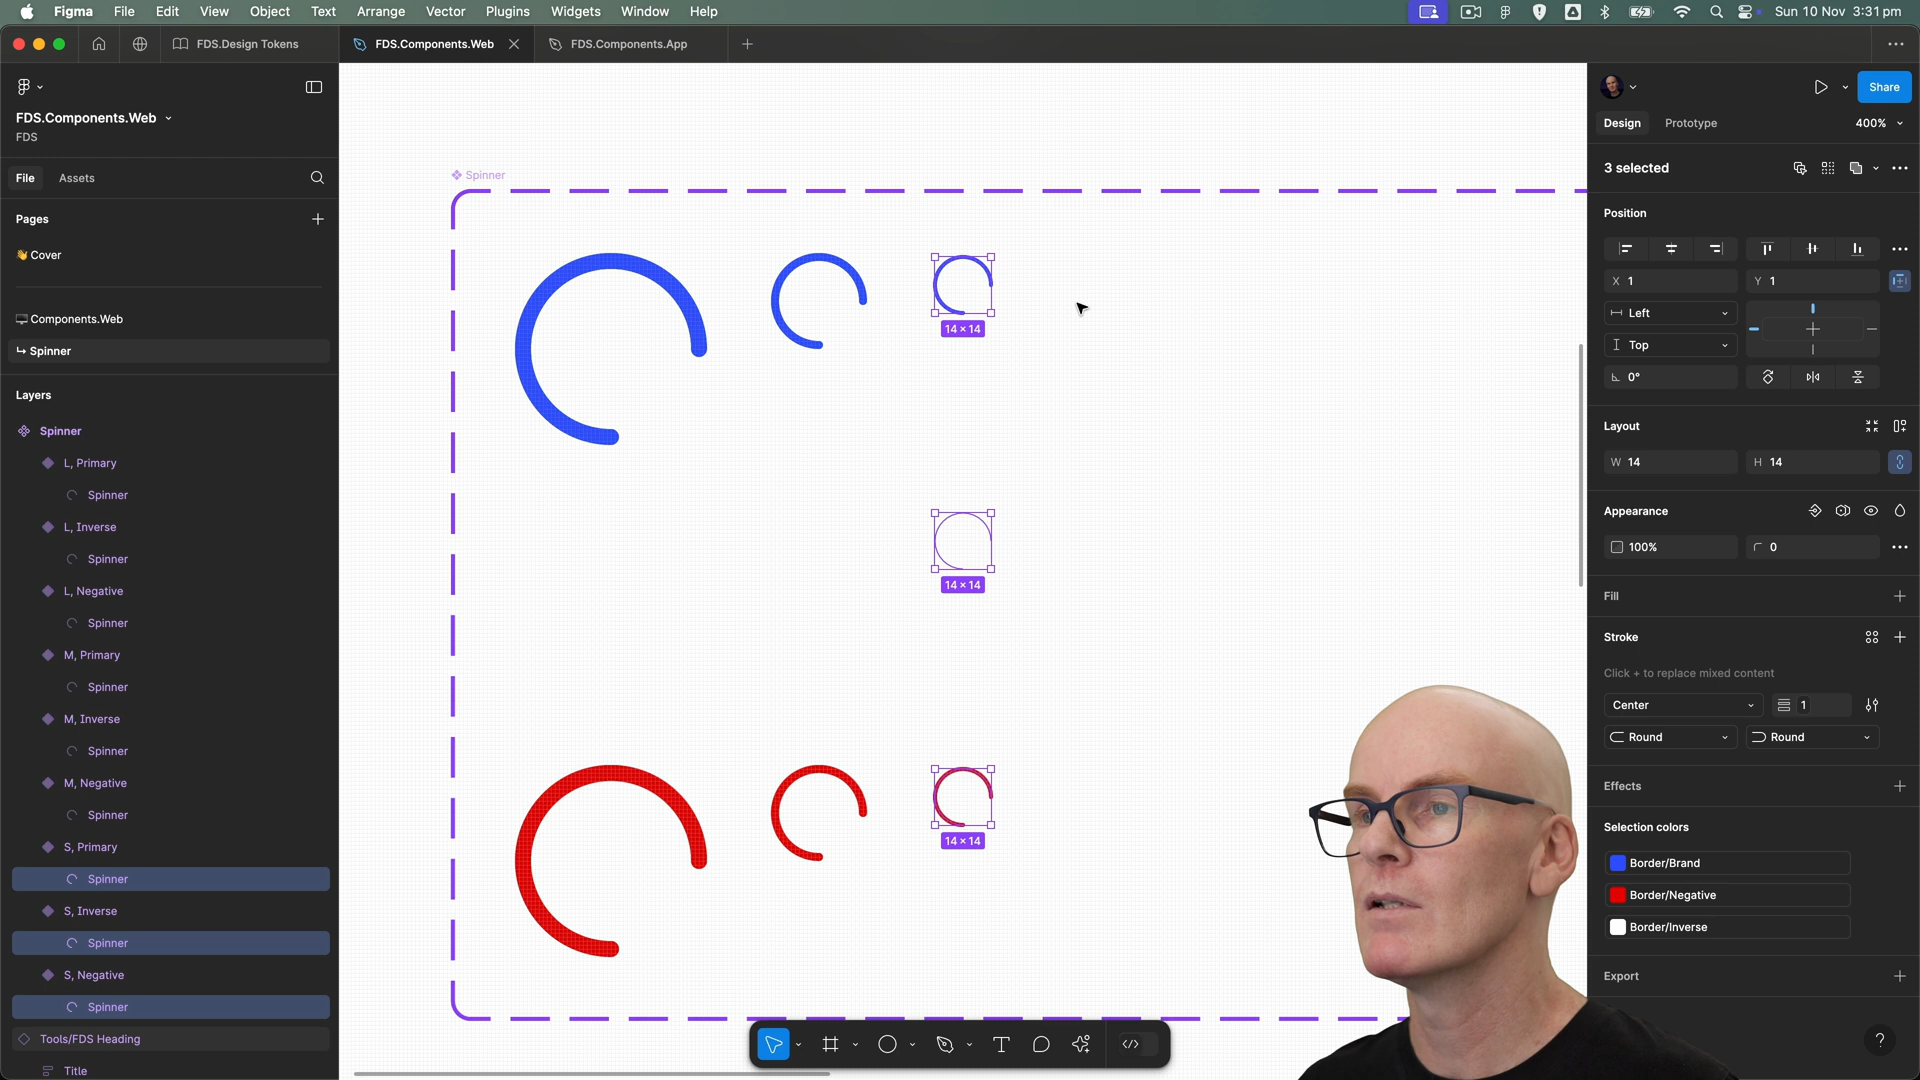 Figma File Edit View Object Text Arrange Vector Plugins Widgets Window Help
Sun 10 Nov 3:31 pm
FDS.Design Tokens
FDS.Components.Web
FDS.Components.App
FDS.Components.Web
FDS
File
Assets
Pages
👋 Cover
Components.Web
↳ Spinner
Layers
Spinner
L, Primary
Spinner
L, Inverse
Spinner
L, Negative
Spinner
M, Primary
Spinner
M, Inverse
Spinner
M, Negative
Spinner
S, Primary
Spinner
S, Inverse
Spinner
S, Negative
Spinner
Tools/FDS Heading
Title
Spinner
14 × 14
14 × 14
14 × 14
Share
Design
Prototype
400%
3 selected
Position
X 1
Y 1
Left
Top
0°
Layout
W 14
H 14
Appearance
100%
0
Fill
Stroke
Click + to replace mixed content
Center
1
Round
Round
Effects
Selection colors
Border/Brand
Border/Negative
Border/Inverse
Export
?